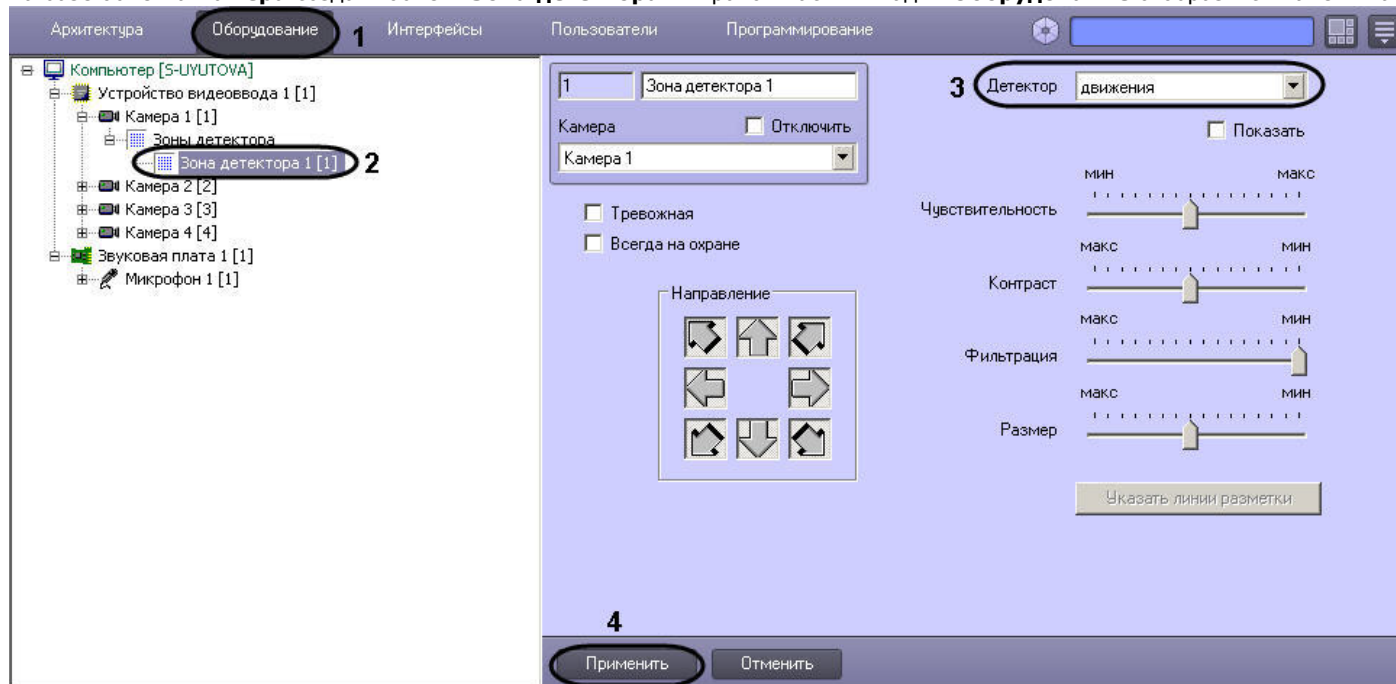 Архитектура
Оборудование
1
Интерфейсы
Пользователи
Программирование
Компьютер [S-UYUTOVA]
Устройство видеоввода 1 [1]
Камера 1 [1]
Зоны детектора
Зона детектора 1 [1]
2
Камера 2 [2]
Камера 3 [3]
Камера 4 [4]
Звуковая плата 1 [1]
Микрофон 1 [1]
1
Зона детектора 1
Камера
Отключить
Камера 1
Тревожная
Всегда на охране
Направление
3
Детектор
движения
Показать
мин макс
Чувствительность
макс мин
Контраст
макс мин
Фильтрация
макс мин
Размер
Указать линии разметки
4
Применить
Отменить